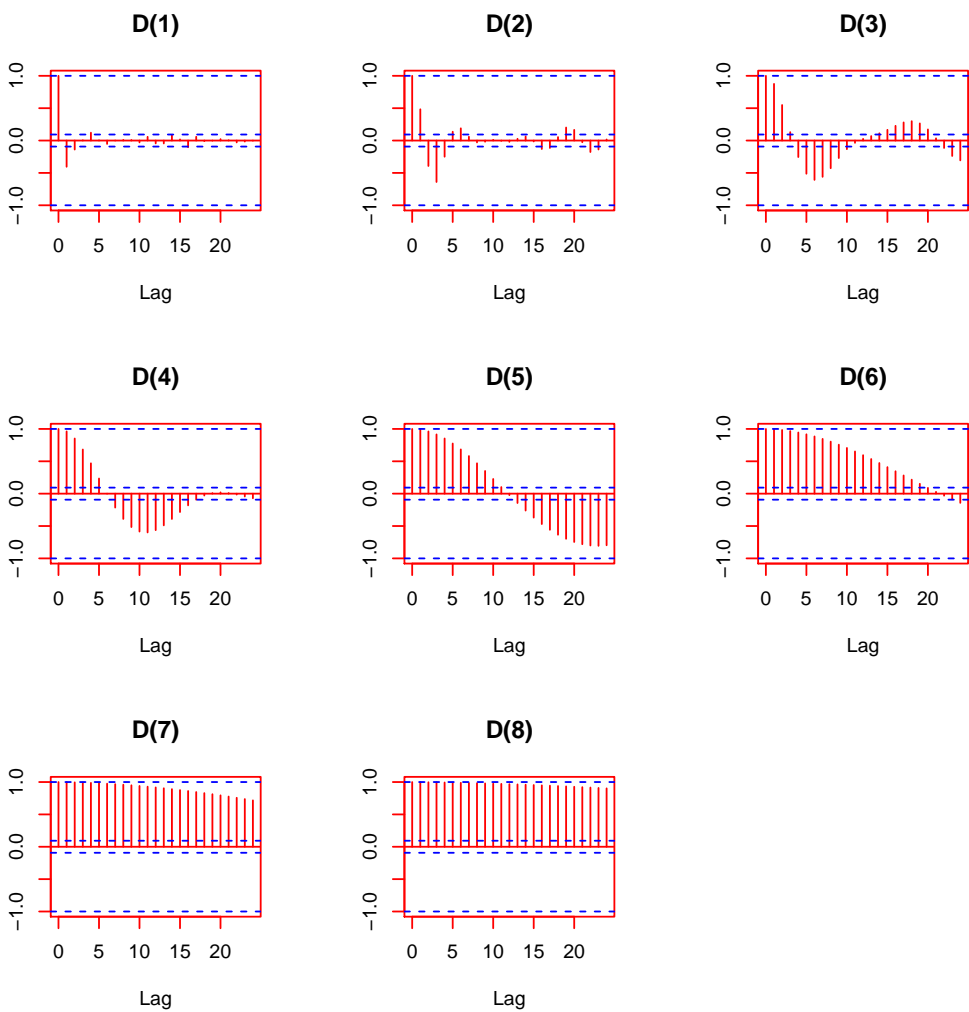 D(1) D(2) D(3)
1.0 1.0 1.0
0.0 0.0 0.0
−1.0 −1.0 −1.0
0 5 10 15 20 0 5 10 15 20 0 5 10 15 20
Lag Lag Lag
D(4) D(5) D(6)
1.0 1.0 1.0
0.0 0.0 0.0
−1.0 −1.0 −1.0
0 5 10 15 20 0 5 10 15 20 0 5 10 15 20
Lag Lag Lag
D(7) D(8)
1.0 1.0
0.0 0.0
−1.0 −1.0
0 5 10 15 20 0 5 10 15 20
Lag Lag